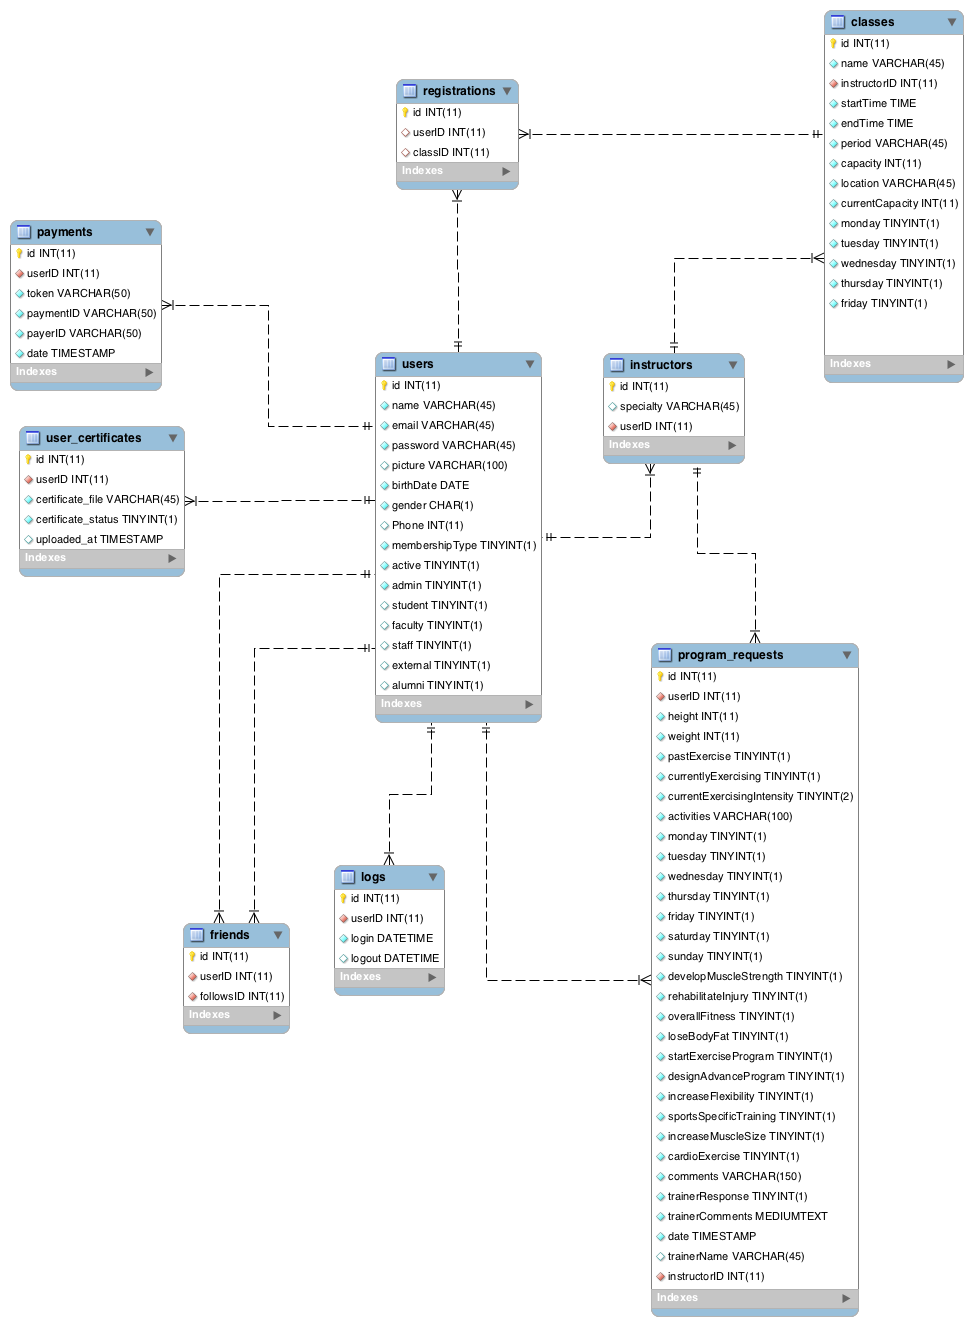 classes
id INT(11)
name VARCHAR(45)
instructorID INT(11)
startTime TIME
endTime TIME
period VARCHAR(45)
capacity INT(11)
location VARCHAR(45)
currentCapacity INT(11)
monday TINYINT(1)
tuesday TINYINT(1)
wednesday TINYINT(1)
thursday TINYINT(1)
friday TINYINT(1)
Indexes
registrations
id INT(11)
userID INT(11)
classID INT(11)
Indexes
payments
id INT(11)
userID INT(11)
token VARCHAR(50)
paymentID VARCHAR(50)
payerID VARCHAR(50)
date TIMESTAMP
Indexes
users
id INT(11)
name VARCHAR(45)
email VARCHAR(45)
password VARCHAR(45)
picture VARCHAR(100)
birthDate DATE
gender CHAR(1)
Phone INT(11)
membershipType TINYINT(1)
active TINYINT(1)
admin TINYINT(1)
student TINYINT(1)
faculty TINYINT(1)
staff TINYINT(1)
external TINYINT(1)
alumni TINYINT(1)
Indexes
instructors
id INT(11)
specialty VARCHAR(45)
userID INT(11)
Indexes
user_certificates
id INT(11)
userID INT(11)
certificate_file VARCHAR(45)
certificate_status TINYINT(1)
uploaded_at TIMESTAMP
Indexes
program_requests
id INT(11)
userID INT(11)
height INT(11)
weight INT(11)
pastExercise TINYINT(1)
currentlyExercising TINYINT(1)
currentExercisingIntensity TINYINT(2)
activities VARCHAR(100)
monday TINYINT(1)
tuesday TINYINT(1)
wednesday TINYINT(1)
thursday TINYINT(1)
friday TINYINT(1)
saturday TINYINT(1)
sunday TINYINT(1)
developMuscleStrength TINYINT(1)
rehabilitateInjury TINYINT(1)
overallFitness TINYINT(1)
loseBodyFat TINYINT(1)
startExerciseProgram TINYINT(1)
designAdvanceProgram TINYINT(1)
increaseFlexibility TINYINT(1)
sportsSpecificTraining TINYINT(1)
increaseMuscleSize TINYINT(1)
cardioExercise TINYINT(1)
comments VARCHAR(150)
trainerResponse TINYINT(1)
trainerComments MEDIUMTEXT
date TIMESTAMP
trainerName VARCHAR(45)
instructorID INT(11)
Indexes
logs
id INT(11)
userID INT(11)
login DATETIME
logout DATETIME
Indexes
friends
id INT(11)
userID INT(11)
followsID INT(11)
Indexes